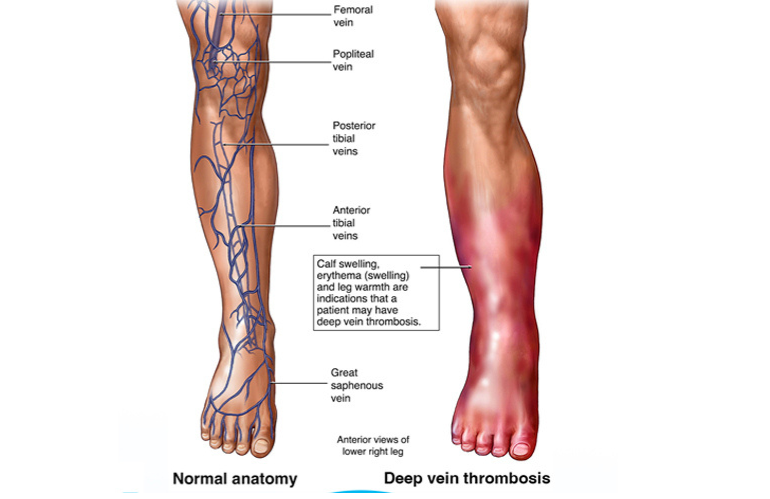 Femoral
vein
Popliteal
vein
Posterior
tibial
veins
Anterior
tibial
veins
Calf swelling,
erythema (swelling)
and leg warmth are
indications that a
patient may have
deep vein thrombosis.
Great
saphenous
vein
Anterior views of
lower right leg
Normal anatomy
Deep vein thrombosis